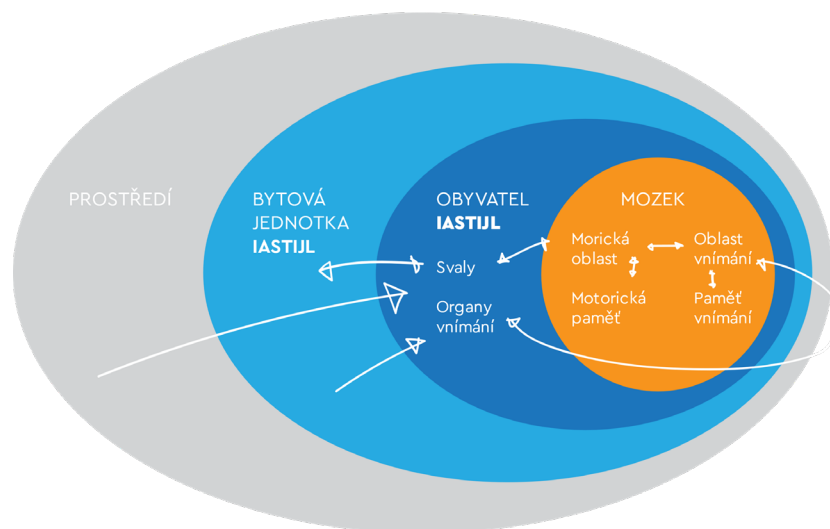 PROSTŘEDÍ
BYTOVÁ
JEDNOTKA
IASTIJL
OBYVATEL
IASTIJL
Svaly
Organy
vnímání
MOZEK
Morická
oblast
Oblast
vnímání
Motorická
paměť
Paměť
vnímání